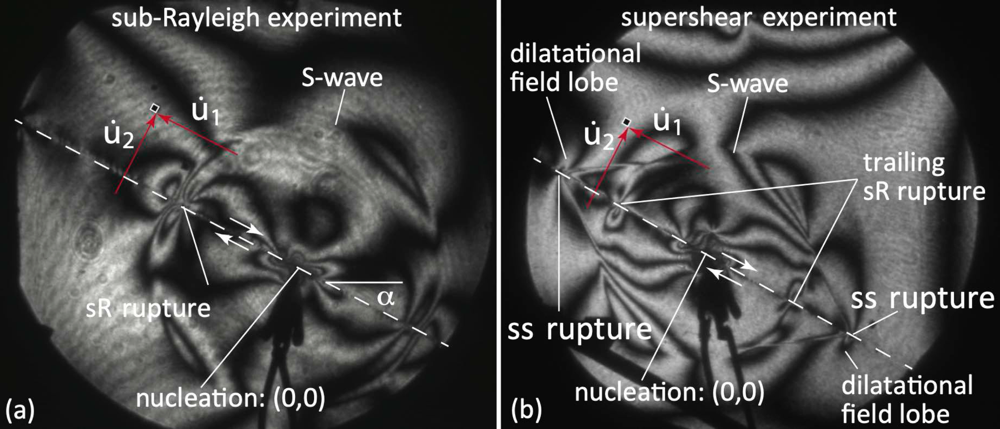 sub-Rayleigh experiment
S-wave
u̇1
u̇2
sR rupture
α
nucleation: (0,0)
(a)
supershear experiment
dilatational
field lobe
S-wave
u̇1
u̇2
trailing
sR rupture
ss rupture
ss rupture
nucleation: (0,0)
dilatational
field lobe
(b)